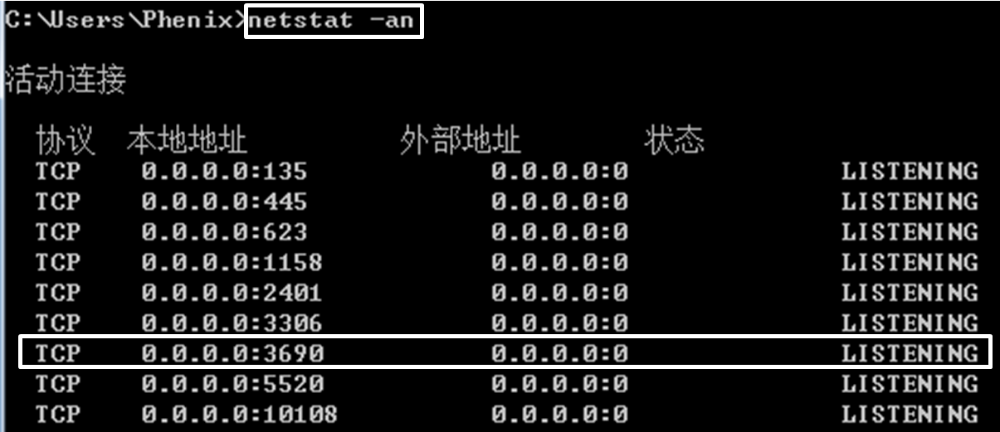 C:\Users\Phenix>netstat -an
活动连接
协议 本地地址 外部地址 状态
TCP 0.0.0.0:135 0.0.0.0:0 LISTENING
TCP 0.0.0.0:445 0.0.0.0:0 LISTENING
TCP 0.0.0.0:623 0.0.0.0:0 LISTENING
TCP 0.0.0.0:1158 0.0.0.0:0 LISTENING
TCP 0.0.0.0:2401 0.0.0.0:0 LISTENING
TCP 0.0.0.0:3306 0.0.0.0:0 LISTENING
TCP 0.0.0.0:3690 0.0.0.0:0 LISTENING
TCP 0.0.0.0:5520 0.0.0.0:0 LISTENING
TCP 0.0.0.0:10108 0.0.0.0:0 LISTENING